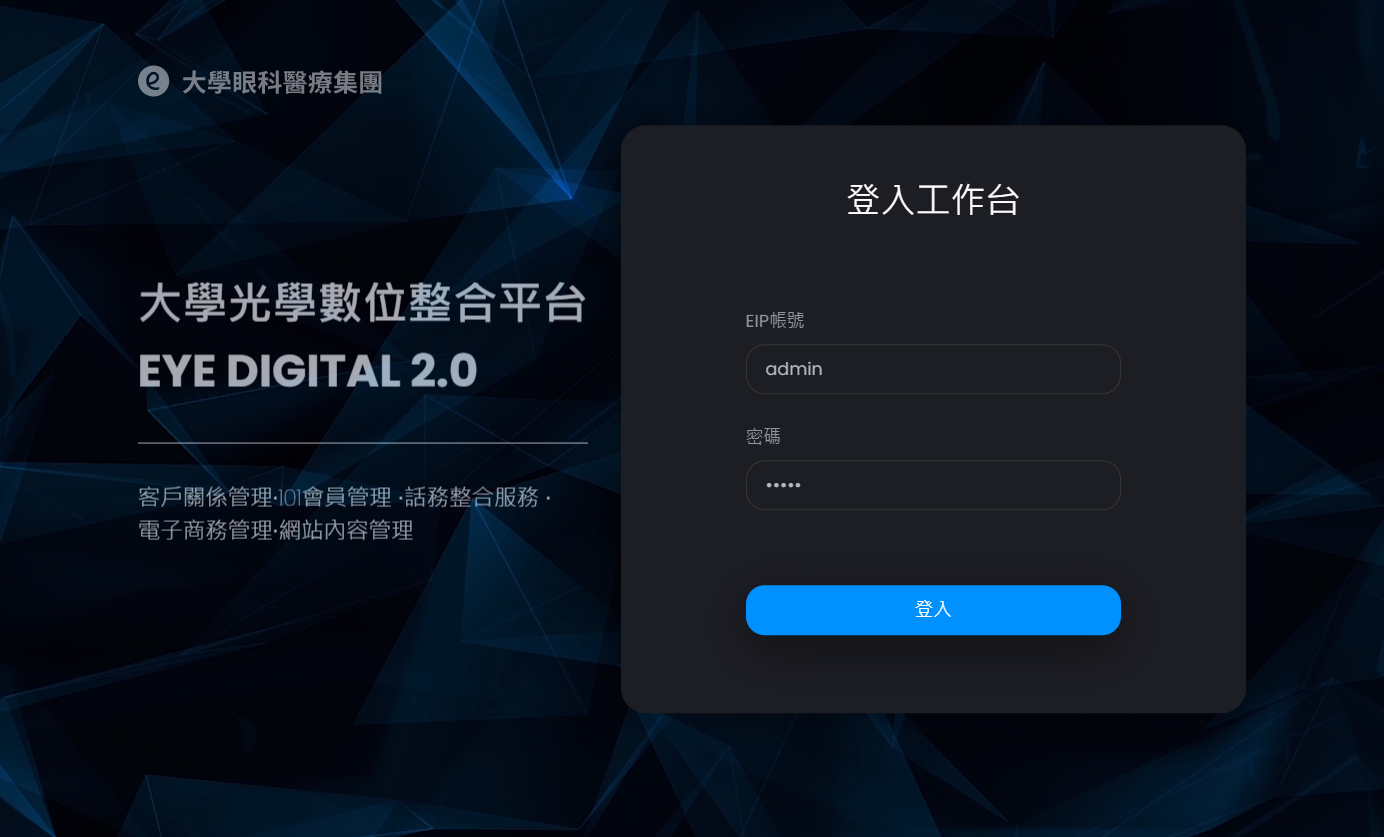 大學眼科醫療集團
大學光學數位整合平台
EYE DIGITAL 2.0
客戶關係管理·101會員管理 ·話務整合服務 ·
電子商務管理·網站內容管理
登入工作台
EIP帳號
admin
密碼
•••••
登入